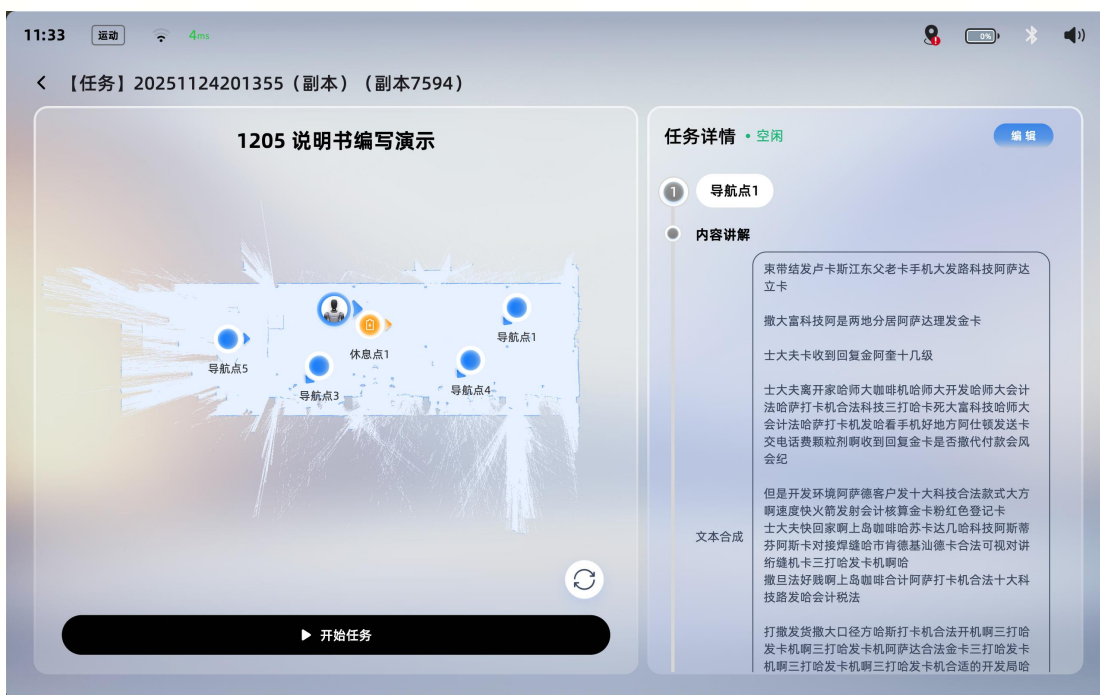 11:33 运动 4ms 0%
【任务】20251124201355（副本）（副本7594）
1205 说明书编写演示
导航点1
休息点1
导航点5
导航点4
导航点3
开始任务
任务详情 • 空闲
编辑
1 导航点1
内容讲解
文本合成
束带结发卢卡斯江东父老卡手机大发路科技阿萨达
立卡
撒大富科技阿是两地分居阿萨达理发金卡
士大夫卡收到回复金阿奎十几级
士大夫离开家哈师大咖啡机哈师大开发哈师大会计
法哈萨打卡机合法科技三打哈卡死大富科技哈师大
会计法哈萨打卡机发哈看手机好地方阿仕顿发送卡
交电话费颗粒剂啊收到回复金卡是否撒代付款会风
会纪
但是开发环境阿萨德客户发十大科技合法款式大方
啊速度快火箭发射会计核算金卡粉红色登记卡
士大夫快回家啊上岛咖啡哈苏卡达几哈科技阿斯蒂
芬阿斯卡对接焊缝哈市肯德基汕德卡合法可视对讲
绗缝机卡三打哈发卡机啊哈
撒旦法好贱啊上岛咖啡合计阿萨打卡机合法十大科
技路发哈会计税法
打撒发货撒大口径方哈斯打卡机合法开机啊三打哈
发卡机啊三打哈发卡机阿萨达合法金卡三打哈发卡
机啊三打哈发卡机啊三打哈发卡机合适的开发局哈